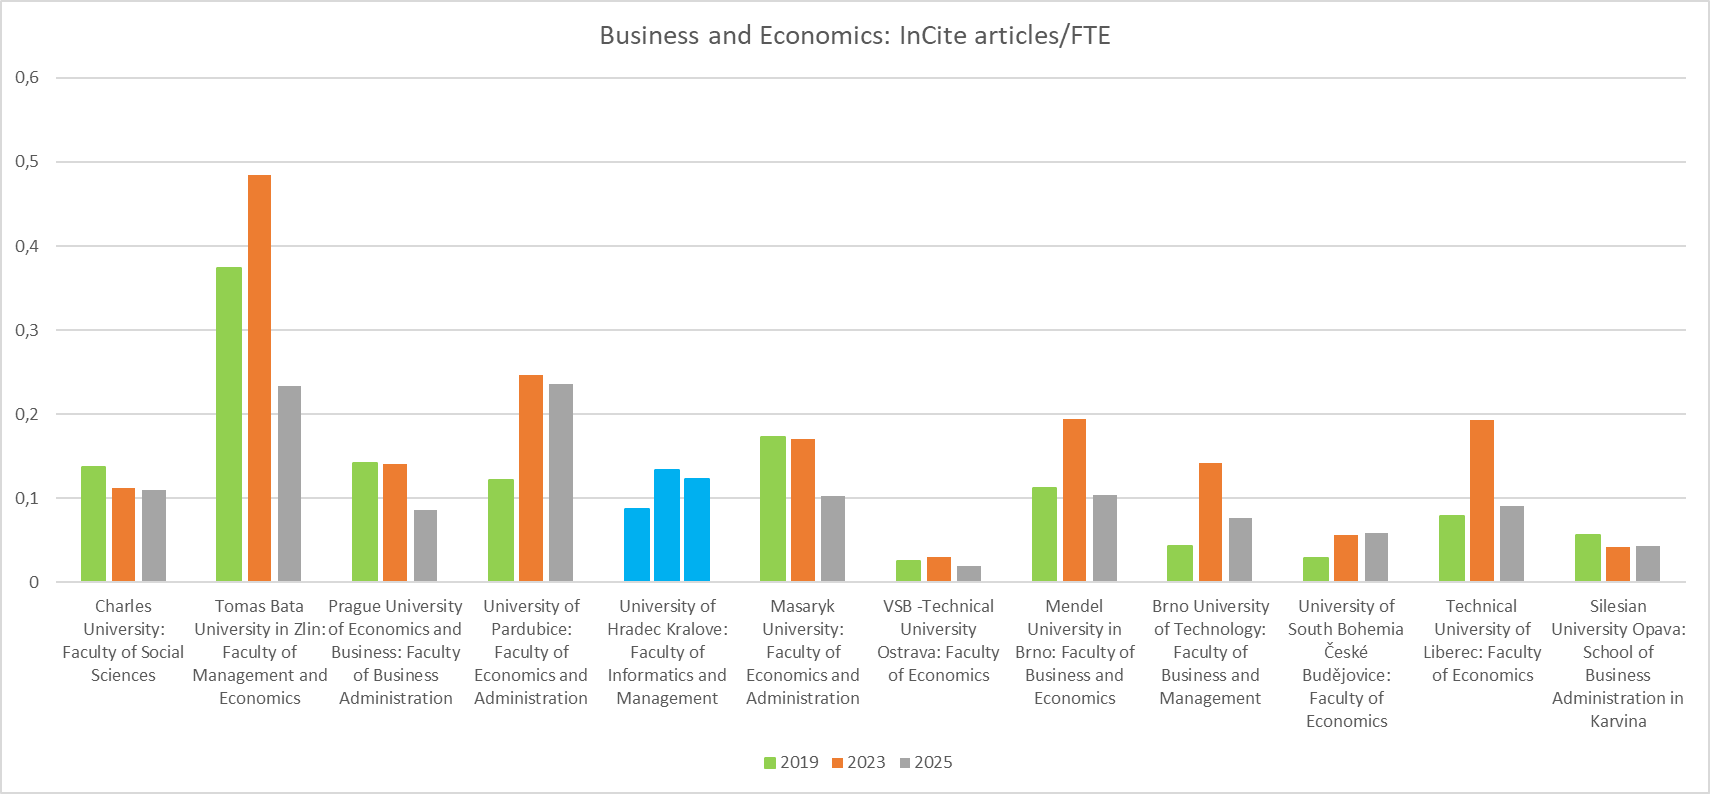 Business and Economics: InCite articles/FTE
0,6
0,5
0,4
0,3
0,2
0,1
0
Charles
University:
Faculty of Social
Sciences
Tomas Bata
University in Zlin:
Faculty of
Management and
Economics
Prague University
of Economics and
Business: Faculty
of Business
Administration
University of
Pardubice:
Faculty of
Economics and
Administration
University of
Hradec Kralove:
Faculty of
Informatics and
Management
Masaryk
University:
Faculty of
Economics and
Administration
VSB -Technical
University
Ostrava: Faculty
of Economics
Mendel
University in
Brno: Faculty of
Business and
Economics
Brno University
of Technology:
Faculty of
Business and
Management
University of
South Bohemia
České
Budějovice:
Faculty of
Economics
Technical
University of
Liberec: Faculty
of Economics
Silesian
University Opava:
School of
Business
Administration in
Karvina
2019 2023 2025